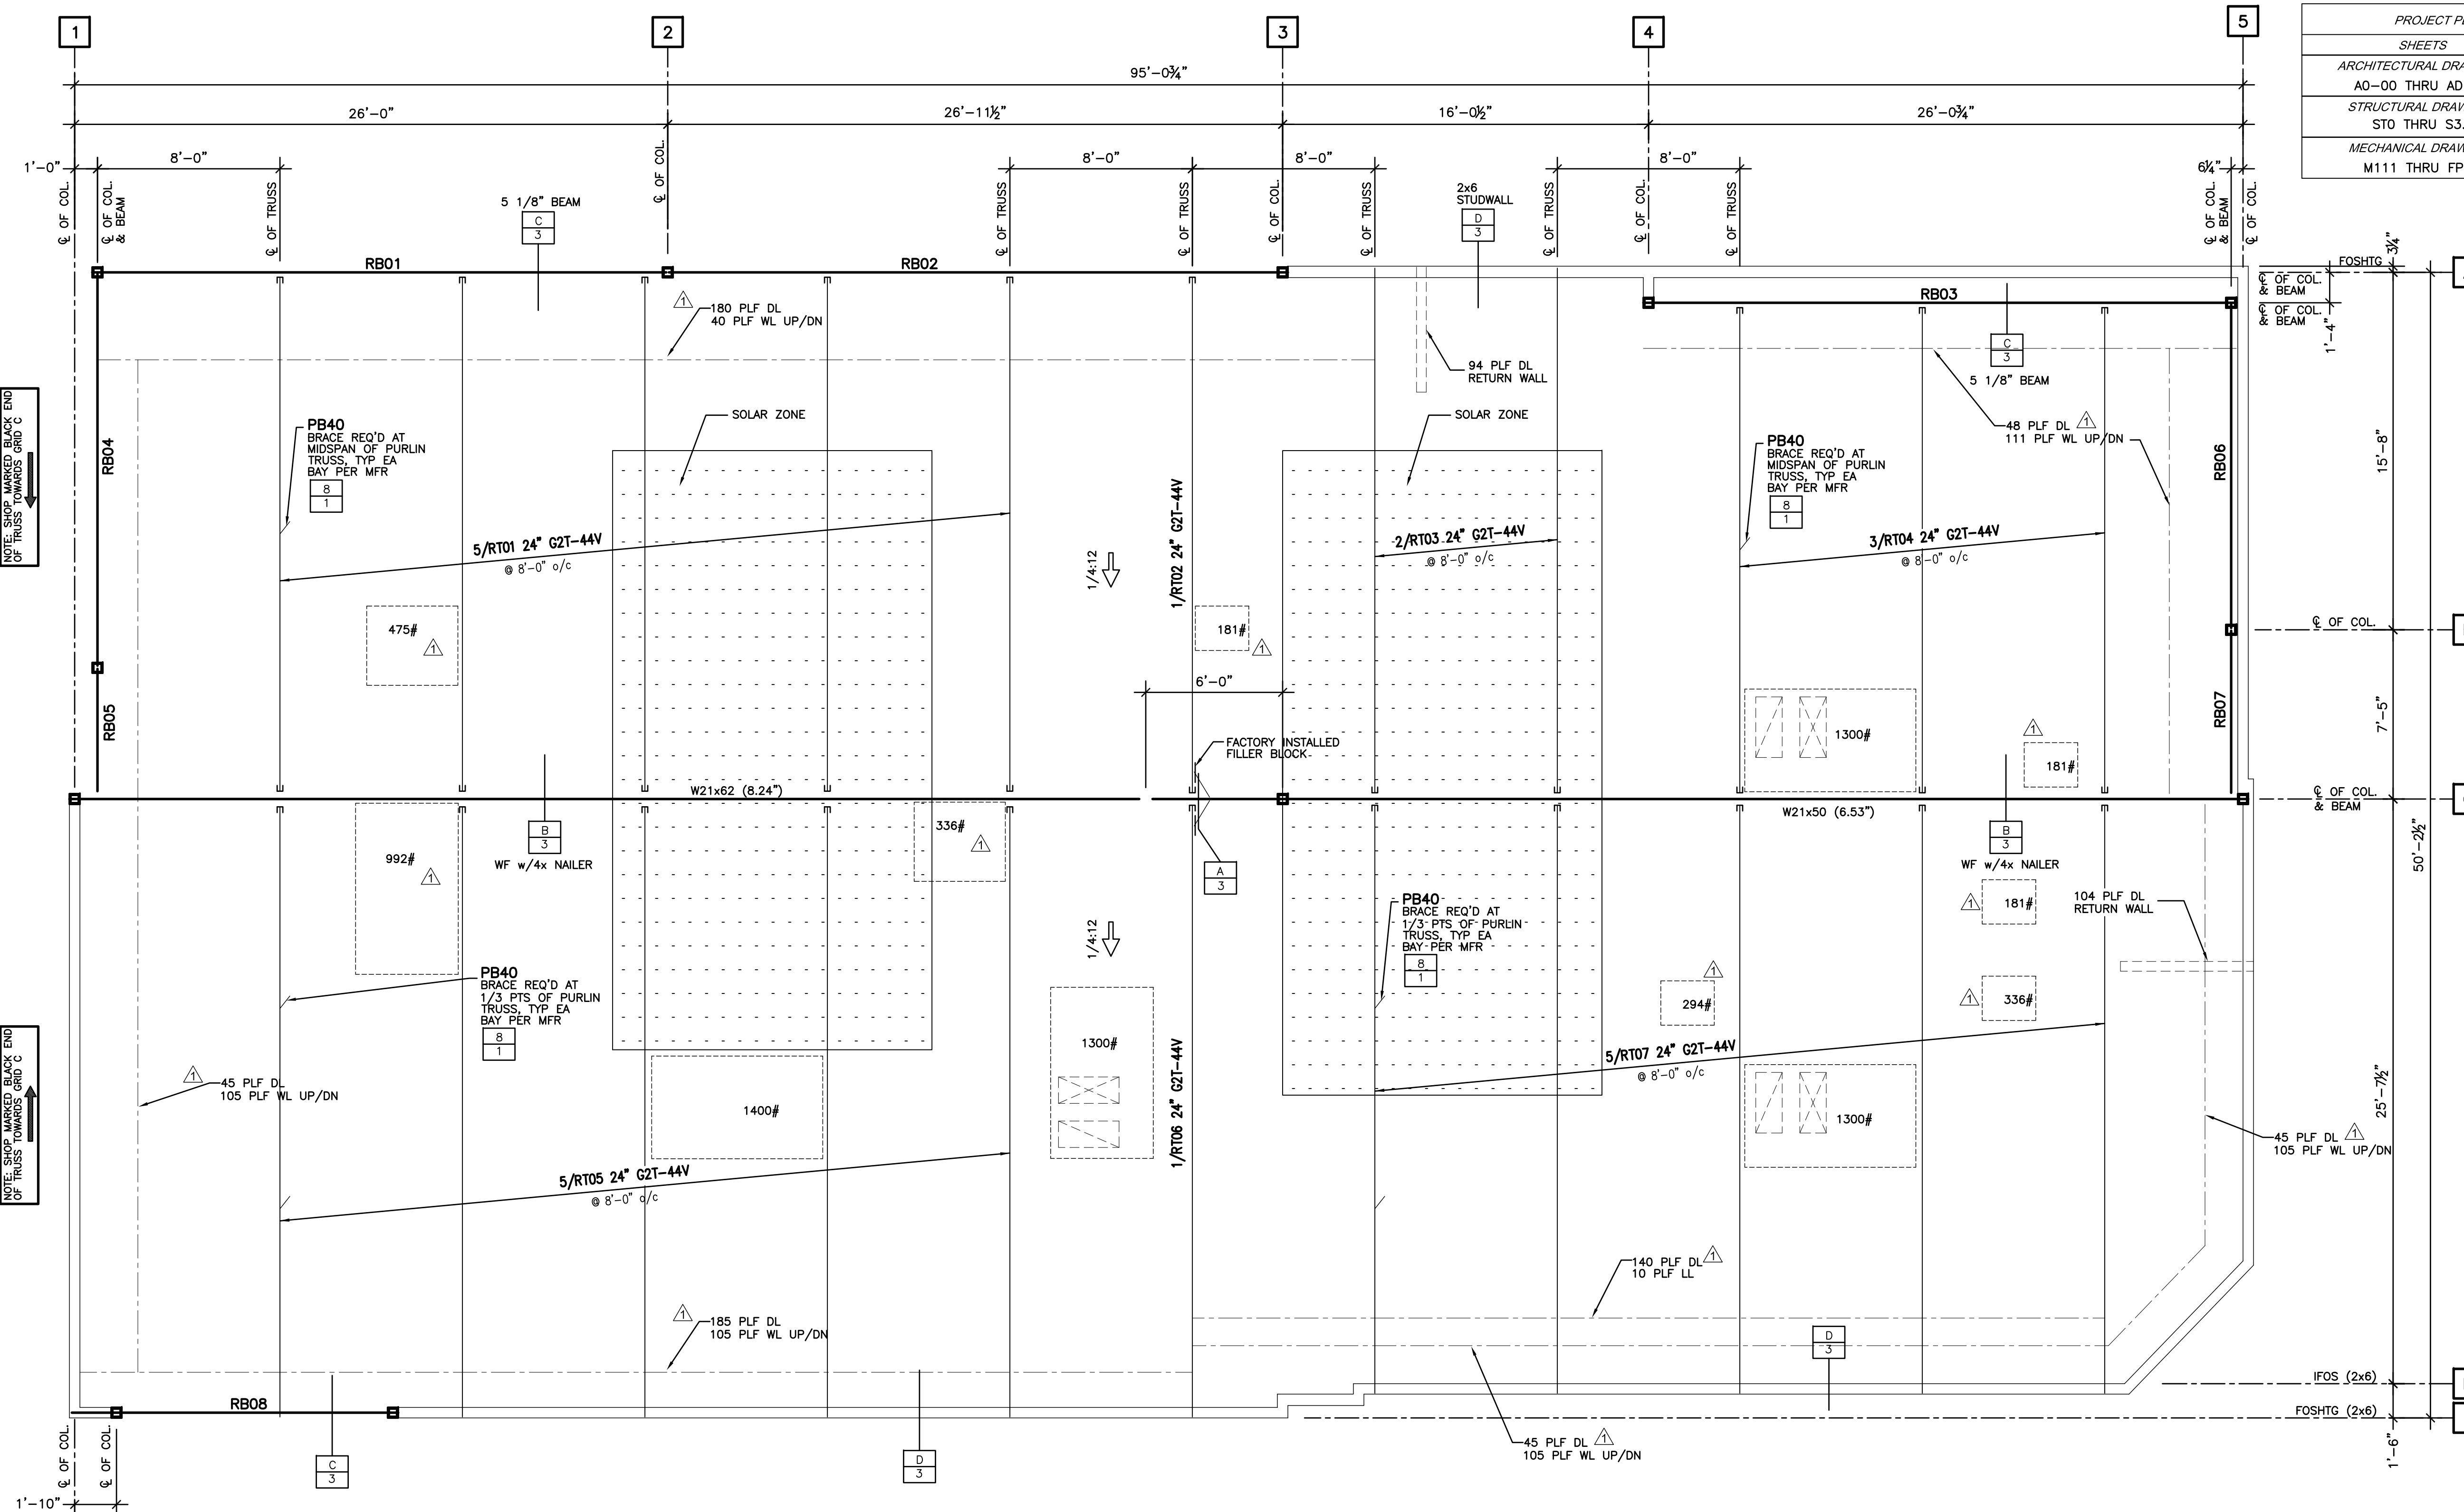 1
2
3
4
5
PROJECT
SHEETS
ARCHITECTURAL
A0-00 THRU AD
STRUCTURAL
ST0 THRU S3.
MECHANICAL
M111 THRU FP
95'-0¾"
26'-0"
26'-11½"
16'-0½"
26'-0¾"
1'-0"
8'-0"
8'-0"
8'-0"
8'-0"
6¼"
℄ OF COL.
℄ OF COL.
& BEAM
℄ OF TRUSS
℄ OF COL.
℄ OF TRUSS
℄ OF TRUSS
℄ OF COL.
℄ OF TRUSS
℄ OF TRUSS
℄ OF COL.
℄ OF TRUSS
℄ OF COL.
& BEAM
℄ OF COL.
5 1/8" BEAM
C
3
2x6
STUDWALL
D
3
3¼"
FOSHTG
℄ OF COL.
& BEAM
℄ OF COL.
& BEAM
1'-4"
RB01
RB02
RB03
180 PLF DL
40 PLF WL UP/DN
1
94 PLF DL
RETURN WALL
C
3
5 1/8" BEAM
48 PLF DL
111 PLF WL UP/DN
1
NOTE: SHOP MARKED BLACK END
OF TRUSS TOWARDS GRID C
RB04
PB40
BRACE REQ'D AT
MIDSPAN OF PURLIN
TRUSS, TYP EA
BAY PER MFR
8
1
SOLAR ZONE
SOLAR ZONE
PB40
BRACE REQ'D AT
MIDSPAN OF PURLIN
TRUSS, TYP EA
BAY PER MFR
8
1
RB06
15'-8"
5/RT01 24" G2T-44V
@ 8'-0" o/c
1/4:12
1/RT02 24" G2T-44V
2/RT03 24" G2T-44V
@ 8'-0" o/c
3/RT04 24" G2T-44V
@ 8'-0" o/c
475#
1
181#
1
℄ OF COL.
RB05
6'-0"
FACTORY INSTALLED
FILLER BLOCK
1300#
1
181#
RB07
7'-5"
W21x62 (8.24")
W21x50 (6.53")
℄ OF COL.
& BEAM
992#
1
B
3
WF w/4x NAILER
336#
1
A
3
B
3
WF w/4x NAILER
50'-2½"
PB40
BRACE REQ'D AT
1/3 PTS OF PURLIN
TRUSS, TYP EA
BAY PER MFR
8
1
1
181#
104 PLF DL
RETURN WALL
1/4:12
PB40
BRACE REQ'D AT
1/3 PTS OF PURLIN
TRUSS, TYP EA
BAY PER MFR
8
1
1
294#
1
336#
NOTE: SHOP MARKED BLACK END
OF TRUSS TOWARDS GRID C
1300#
1
45 PLF DL
105 PLF WL UP/DN
1400#
1/RT06 24" G2T-44V
5/RT07 24" G2T-44V
@ 8'-0" o/c
1300#
45 PLF DL
105 PLF WL UP/DN
1
25'-7½"
5/RT05 24" G2T-44V
@ 8'-0" o/c
140 PLF DL
10 PLF LL
1
1
185 PLF DL
105 PLF WL UP/DN
D
3
IFOS (2x6)
RB08
FOSHTG (2x6)
1'-6"
℄ OF COL.
℄ OF COL.
C
3
D
3
45 PLF DL
105 PLF WL UP/DN
1
1'-10"